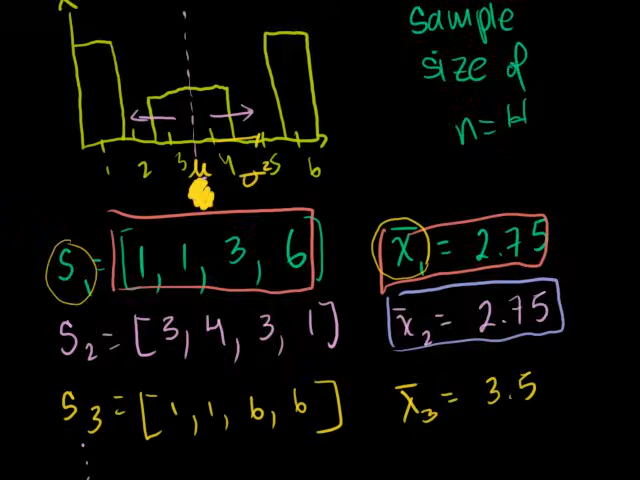 sample
size of
n=4
1 2 3 4 5 6
μ σ²
S₁=[1, 1, 3, 6] x̄₁ = 2.75
S₂=[3, 4, 3, 1] x̄₂ = 2.75
S₃=[1, 1, 6, 6] x̄₃ = 3.5
⋮